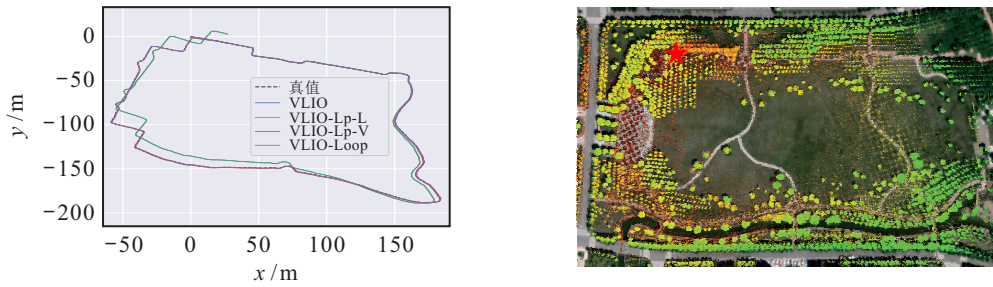 0
−50
−100
−150
−200
y/m
真值
VLIO
VLIO-Lp-L
VLIO-Lp-V
VLIO-Loop
−50 0 50 100 150
x/m